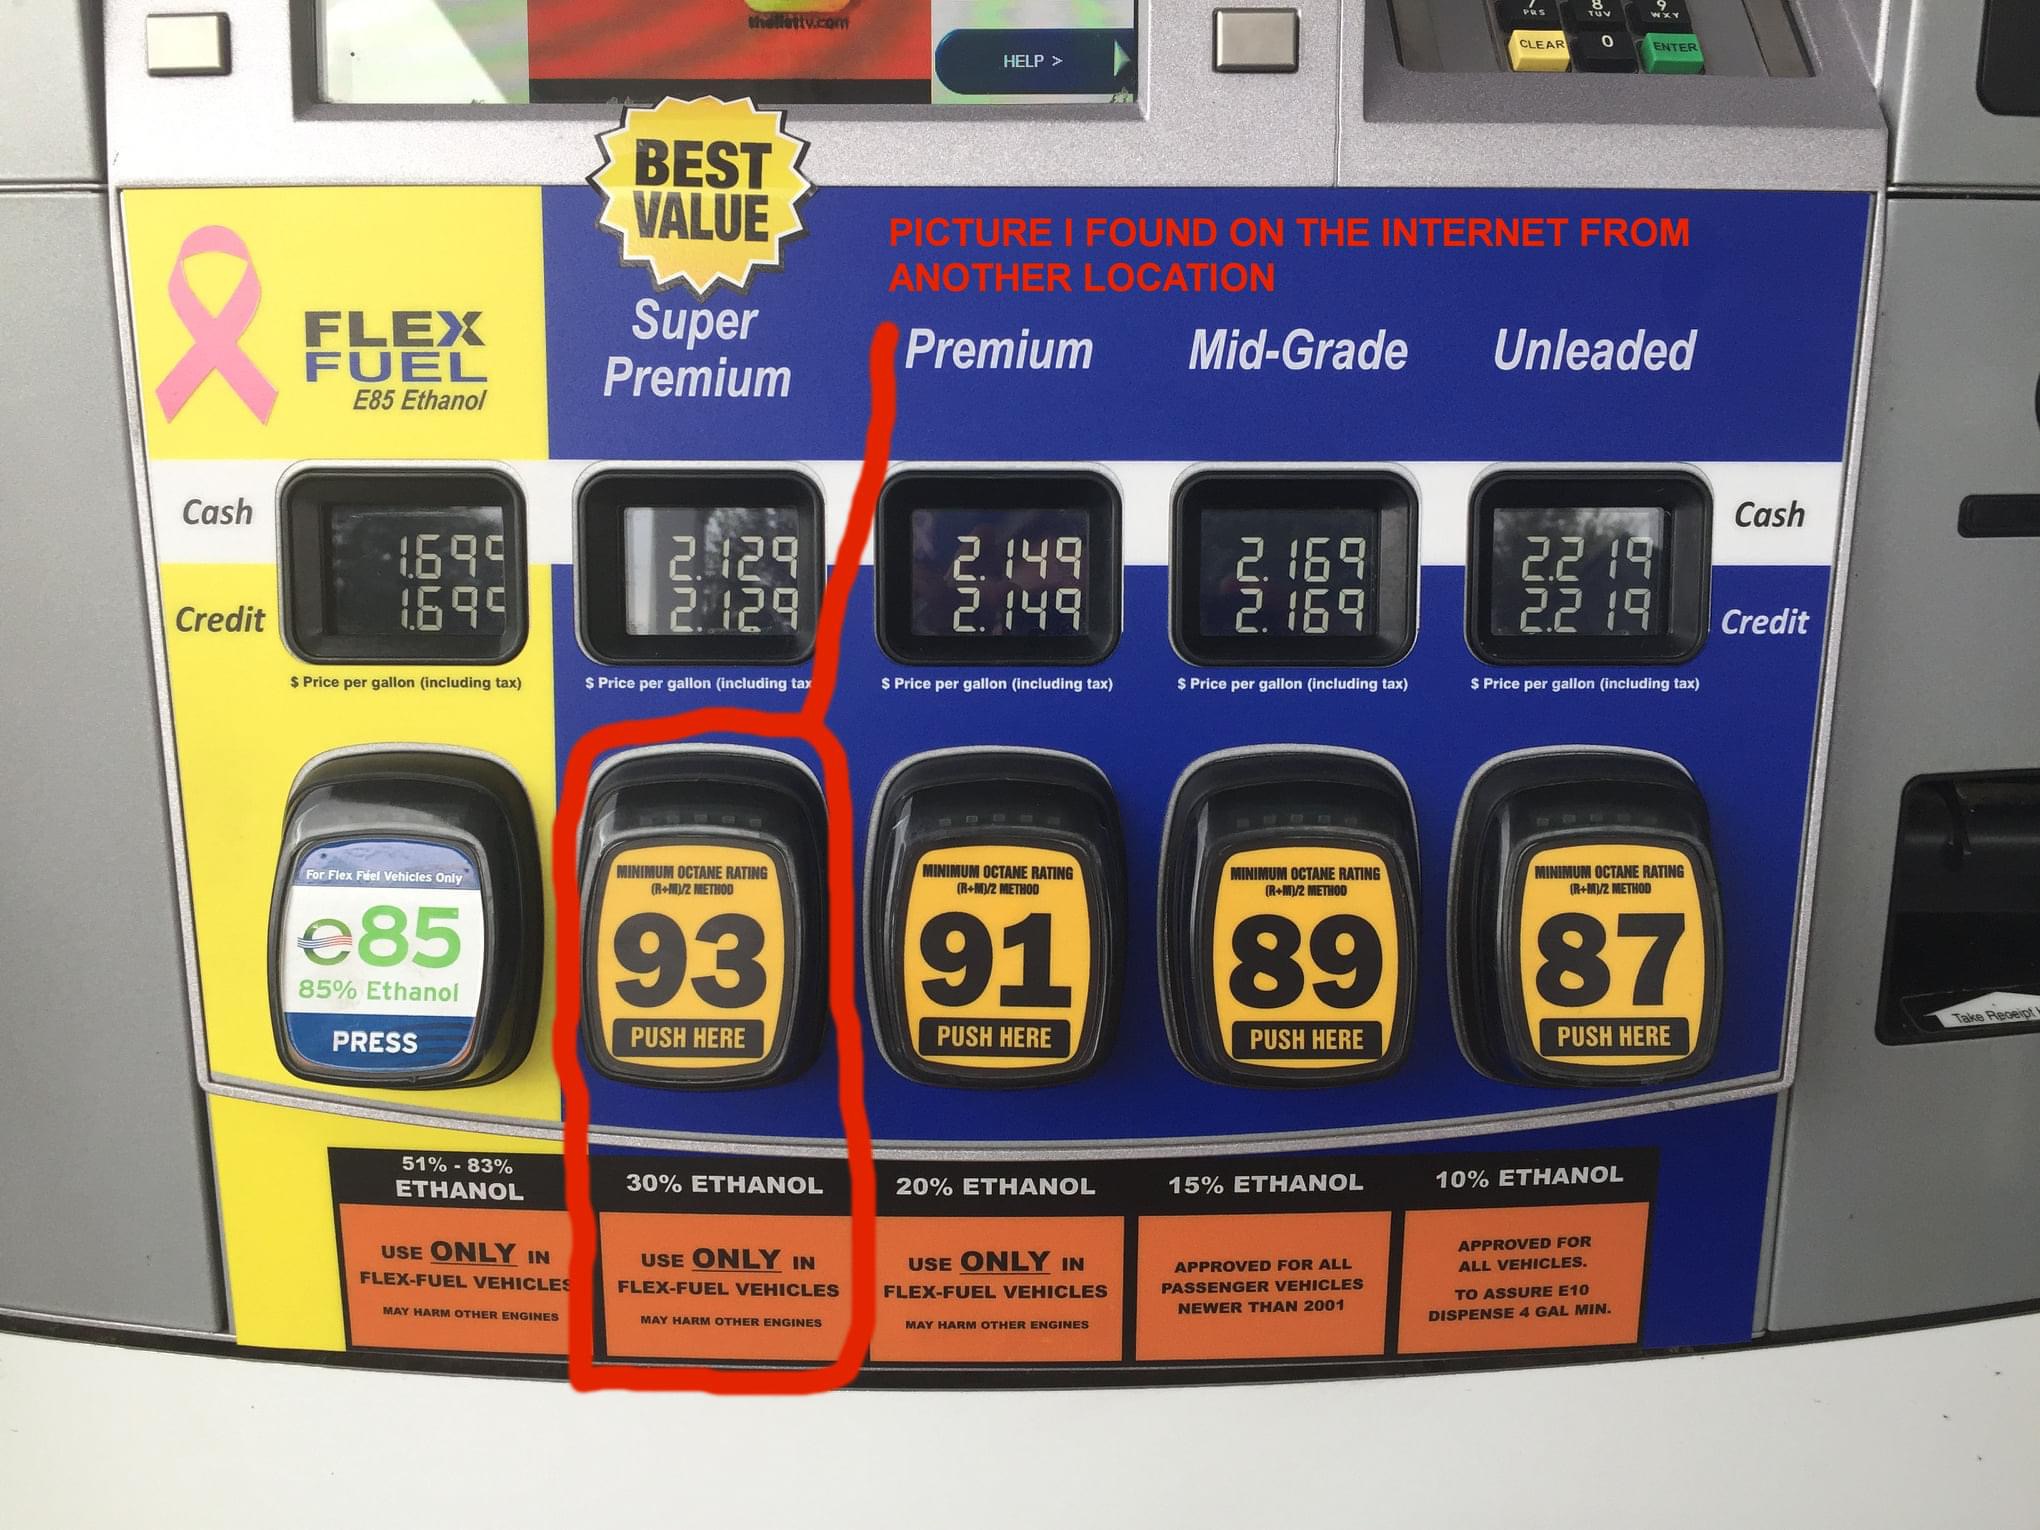 thelisttv.com
HELP >
7
PRS
8
TUV
9
WXY
CLEAR
0
ENTER
BEST
VALUE
PICTURE I FOUND ON THE INTERNET FROM
ANOTHER LOCATION
FLEX
FUEL
E85 Ethanol
Super
Premium
Premium
Mid-Grade
Unleaded
Cash
1.699
2.129
2.149
2.169
2.219
Cash
Credit
1.699
2.129
2.149
2.169
2.219
Credit
$ Price per gallon (including tax)
$ Price per gallon (including tax
$ Price per gallon (including tax)
$ Price per gallon (including tax)
$ Price per gallon (including tax)
For Flex Fuel Vehicles Only
e85
85% Ethanol
PRESS
MINIMUM OCTANE RATING
(R+M)/2 METHOD
93
PUSH HERE
MINIMUM OCTANE RATING
(R+M)/2 METHOD
91
PUSH HERE
MINIMUM OCTANE RATING
(R+M)/2 METHOD
89
PUSH HERE
MINIMUM OCTANE RATING
(R+M)/2 METHOD
87
PUSH HERE
Take Receipt
51% - 83%
ETHANOL
USE ONLY IN
FLEX-FUEL VEHICLES
MAY HARM OTHER ENGINES
30% ETHANOL
USE ONLY IN
FLEX-FUEL VEHICLES
MAY HARM OTHER ENGINES
20% ETHANOL
USE ONLY IN
FLEX-FUEL VEHICLES
MAY HARM OTHER ENGINES
15% ETHANOL
APPROVED FOR ALL
PASSENGER VEHICLES
NEWER THAN 2001
10% ETHANOL
APPROVED FOR
ALL VEHICLES.
TO ASSURE E10
DISPENSE 4 GAL MIN.